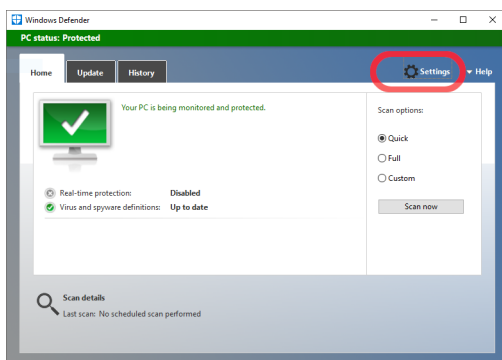 Windows Defender
PC status: Protected
Home Update History Settings Help
Your PC is being monitored and protected.
Scan options:
Quick
Full
Custom
Real-time protection: Disabled
Virus and spyware definitions: Up to date
Scan now
Scan details
Last scan: No scheduled scan performed